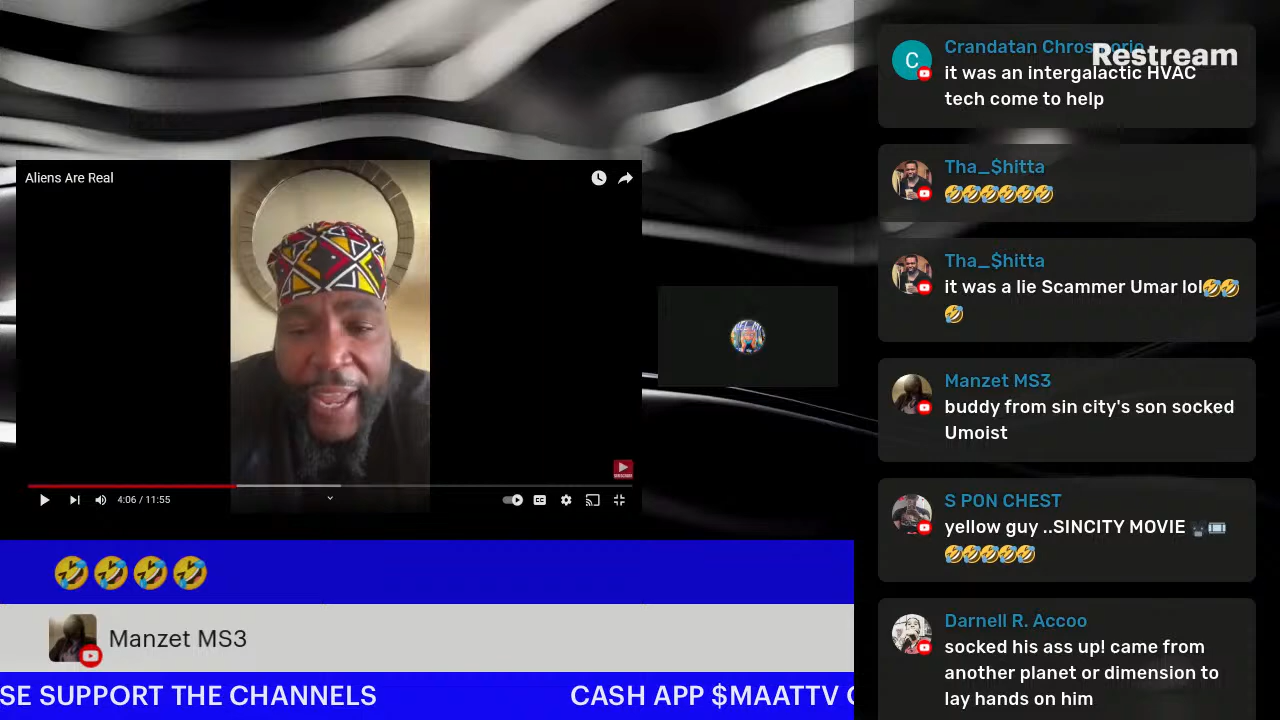 Aliens Are Real
4:06 / 11:55
CC
🤣🤣🤣🤣
Manzet MS3
SE SUPPORT THE CHANNELS
CASH APP $MAATTV
Restream
C
Crandatan
it was an intergalactic HVAC
tech come to help
Tha_$hitta
🤣🤣🤣🤣🤣🤣
Tha_$hitta
it was a lie Scammer Umar lol🤣🤣
🤣
Manzet MS3
buddy from sin city's son socked
Umoist
S PON CHEST
yellow guy ..SINCITY MOVIE
🤣🤣🤣🤣🤣
Darnell R. Accoo
socked his ass up! came from
another planet or dimension to
lay hands on him